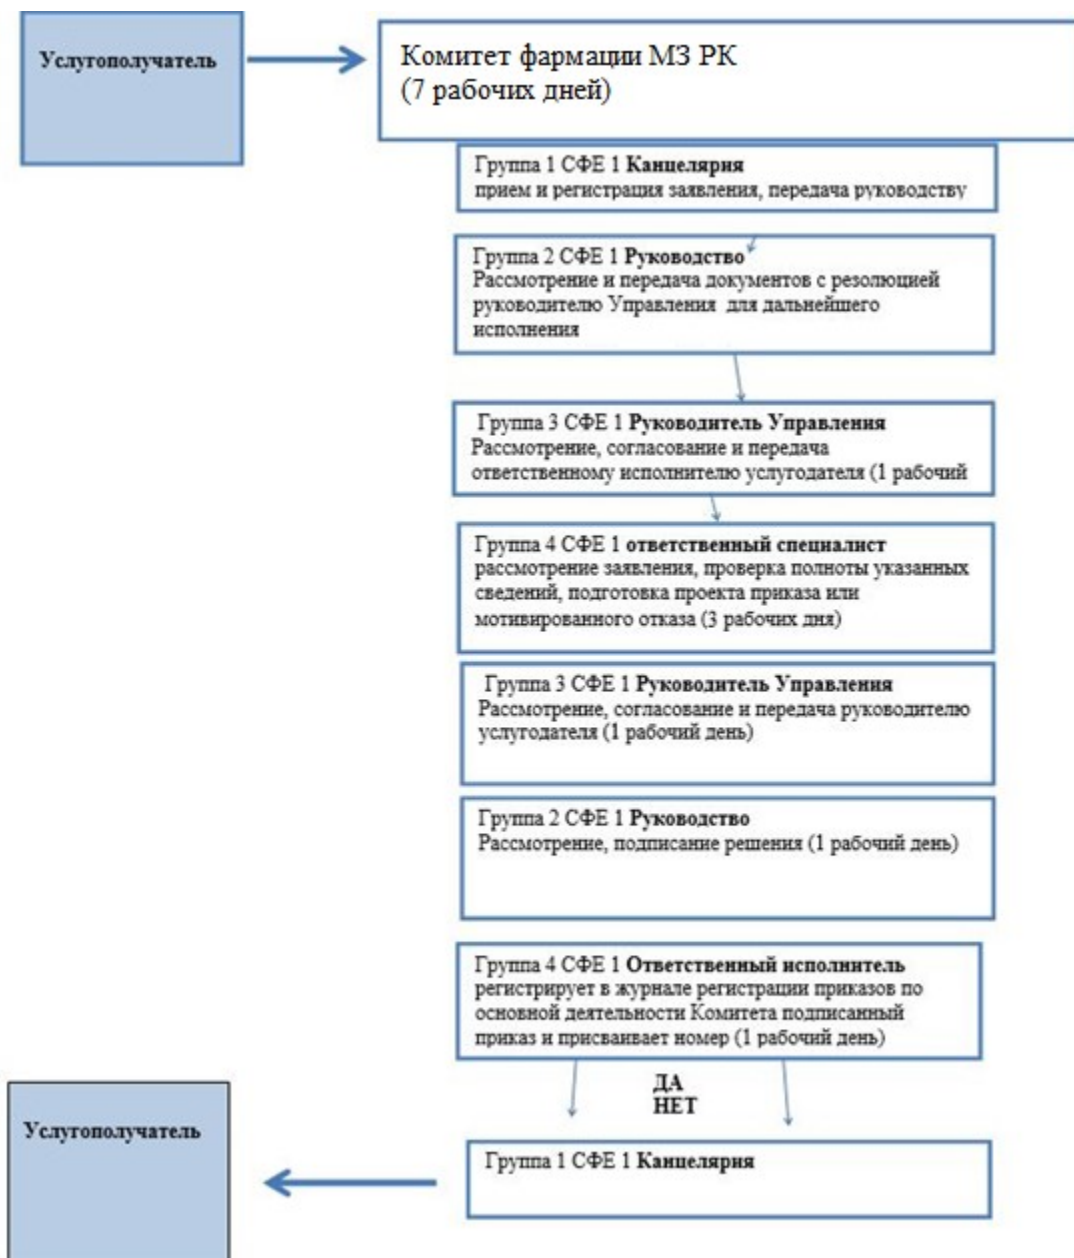 Услугополучатель
Комитет фармации МЗ РК
(7 рабочих дней)
Группа 1 СФЕ 1 Канцелярия
прием и регистрация заявления, передача руководству
Группа 2 СФЕ 1 Руководство
Рассмотрение и передача документов с резолюцией
руководителю Управления для дальнейшего
исполнения
Группа 3 СФЕ 1 Руководитель Управления
Рассмотрение, согласование и передача
ответственному исполнителю услугодателя (1 рабочий
Группа 4 СФЕ 1 ответственный специалист
рассмотрение заявления, проверка полноты указанных
сведений, подготовка проекта приказа или
мотивированного отказа (3 рабочих дня)
Группа 3 СФЕ 1 Руководитель Управления
Рассмотрение, согласование и передача руководителю
услугодателя (1 рабочий день)
Группа 2 СФЕ 1 Руководство
Рассмотрение, подписание решения (1 рабочий день)
Группа 4 СФЕ 1 Ответственный исполнитель
регистрирует в журнале регистрации приказов по
основной деятельности Комитета подписанный
приказ и присваивает номер (1 рабочий день)
ДА
НЕТ
Услугополучатель
Группа 1 СФЕ 1 Канцелярия